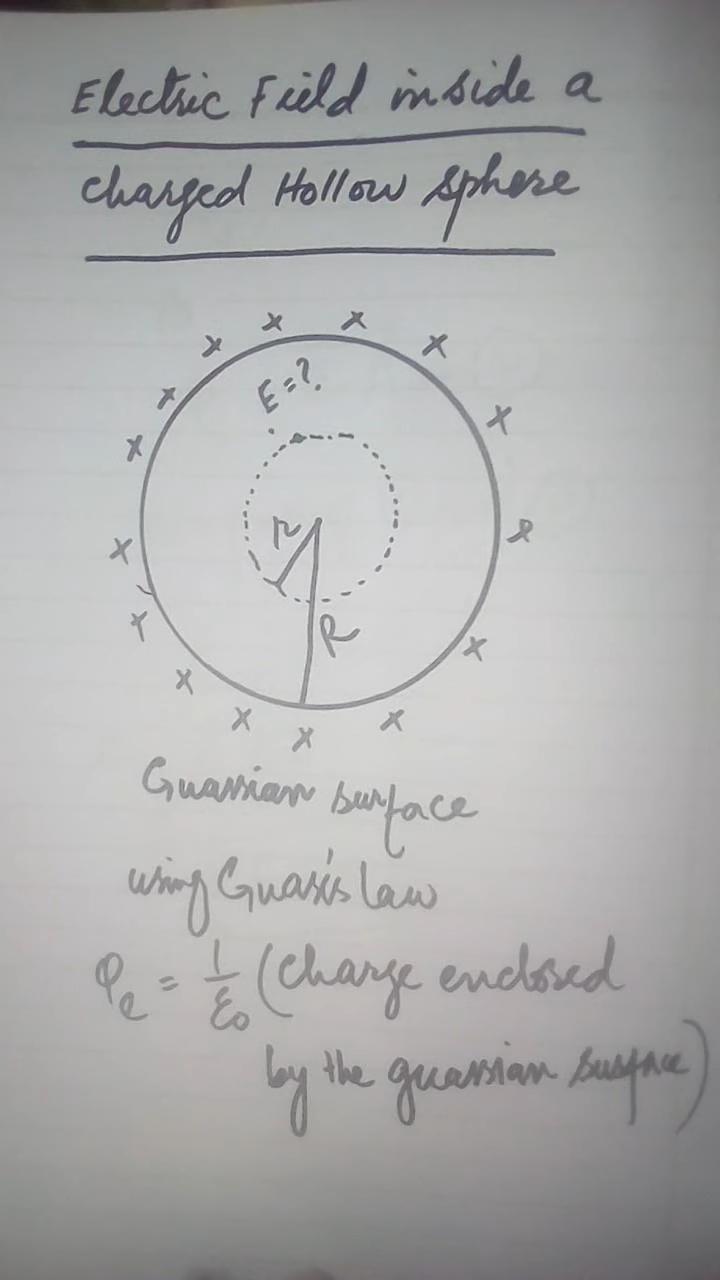 Electric Field inside a
charged Hollow sphere
x x x x x x x x x x x x x x x
E=?
r
R
Guassian surface
using Guass's law
φe = 1/ε0 (charge enclosed
by the guassian surface)